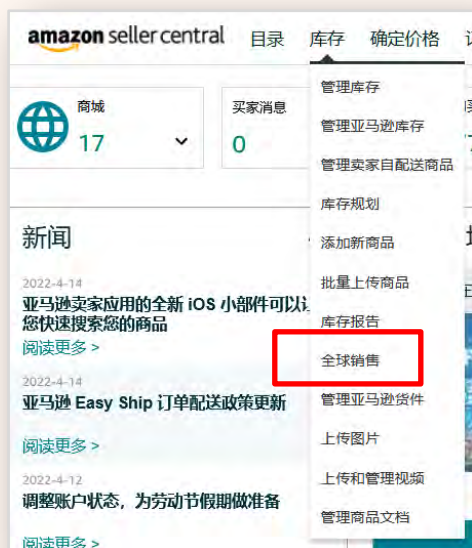 amazon seller central 目录 库存 确定价格
商城
17
买家消息
0
管理库存
管理亚马逊库存
管理卖家自配送商品
库存规划
添加新商品
批量上传商品
库存报告
全球销售
管理亚马逊货件
上传图片
上传和管理视频
管理商品文档
新闻
2022-4-14
亚马逊卖家应用的全新 iOS 小部件可以让
您快速搜索您的商品
阅读更多 >
2022-4-14
亚马逊 Easy Ship 订单配送政策更新
阅读更多 >
2022-4-12
调整账户状态，为劳动节假期做准备
阅读更多 >